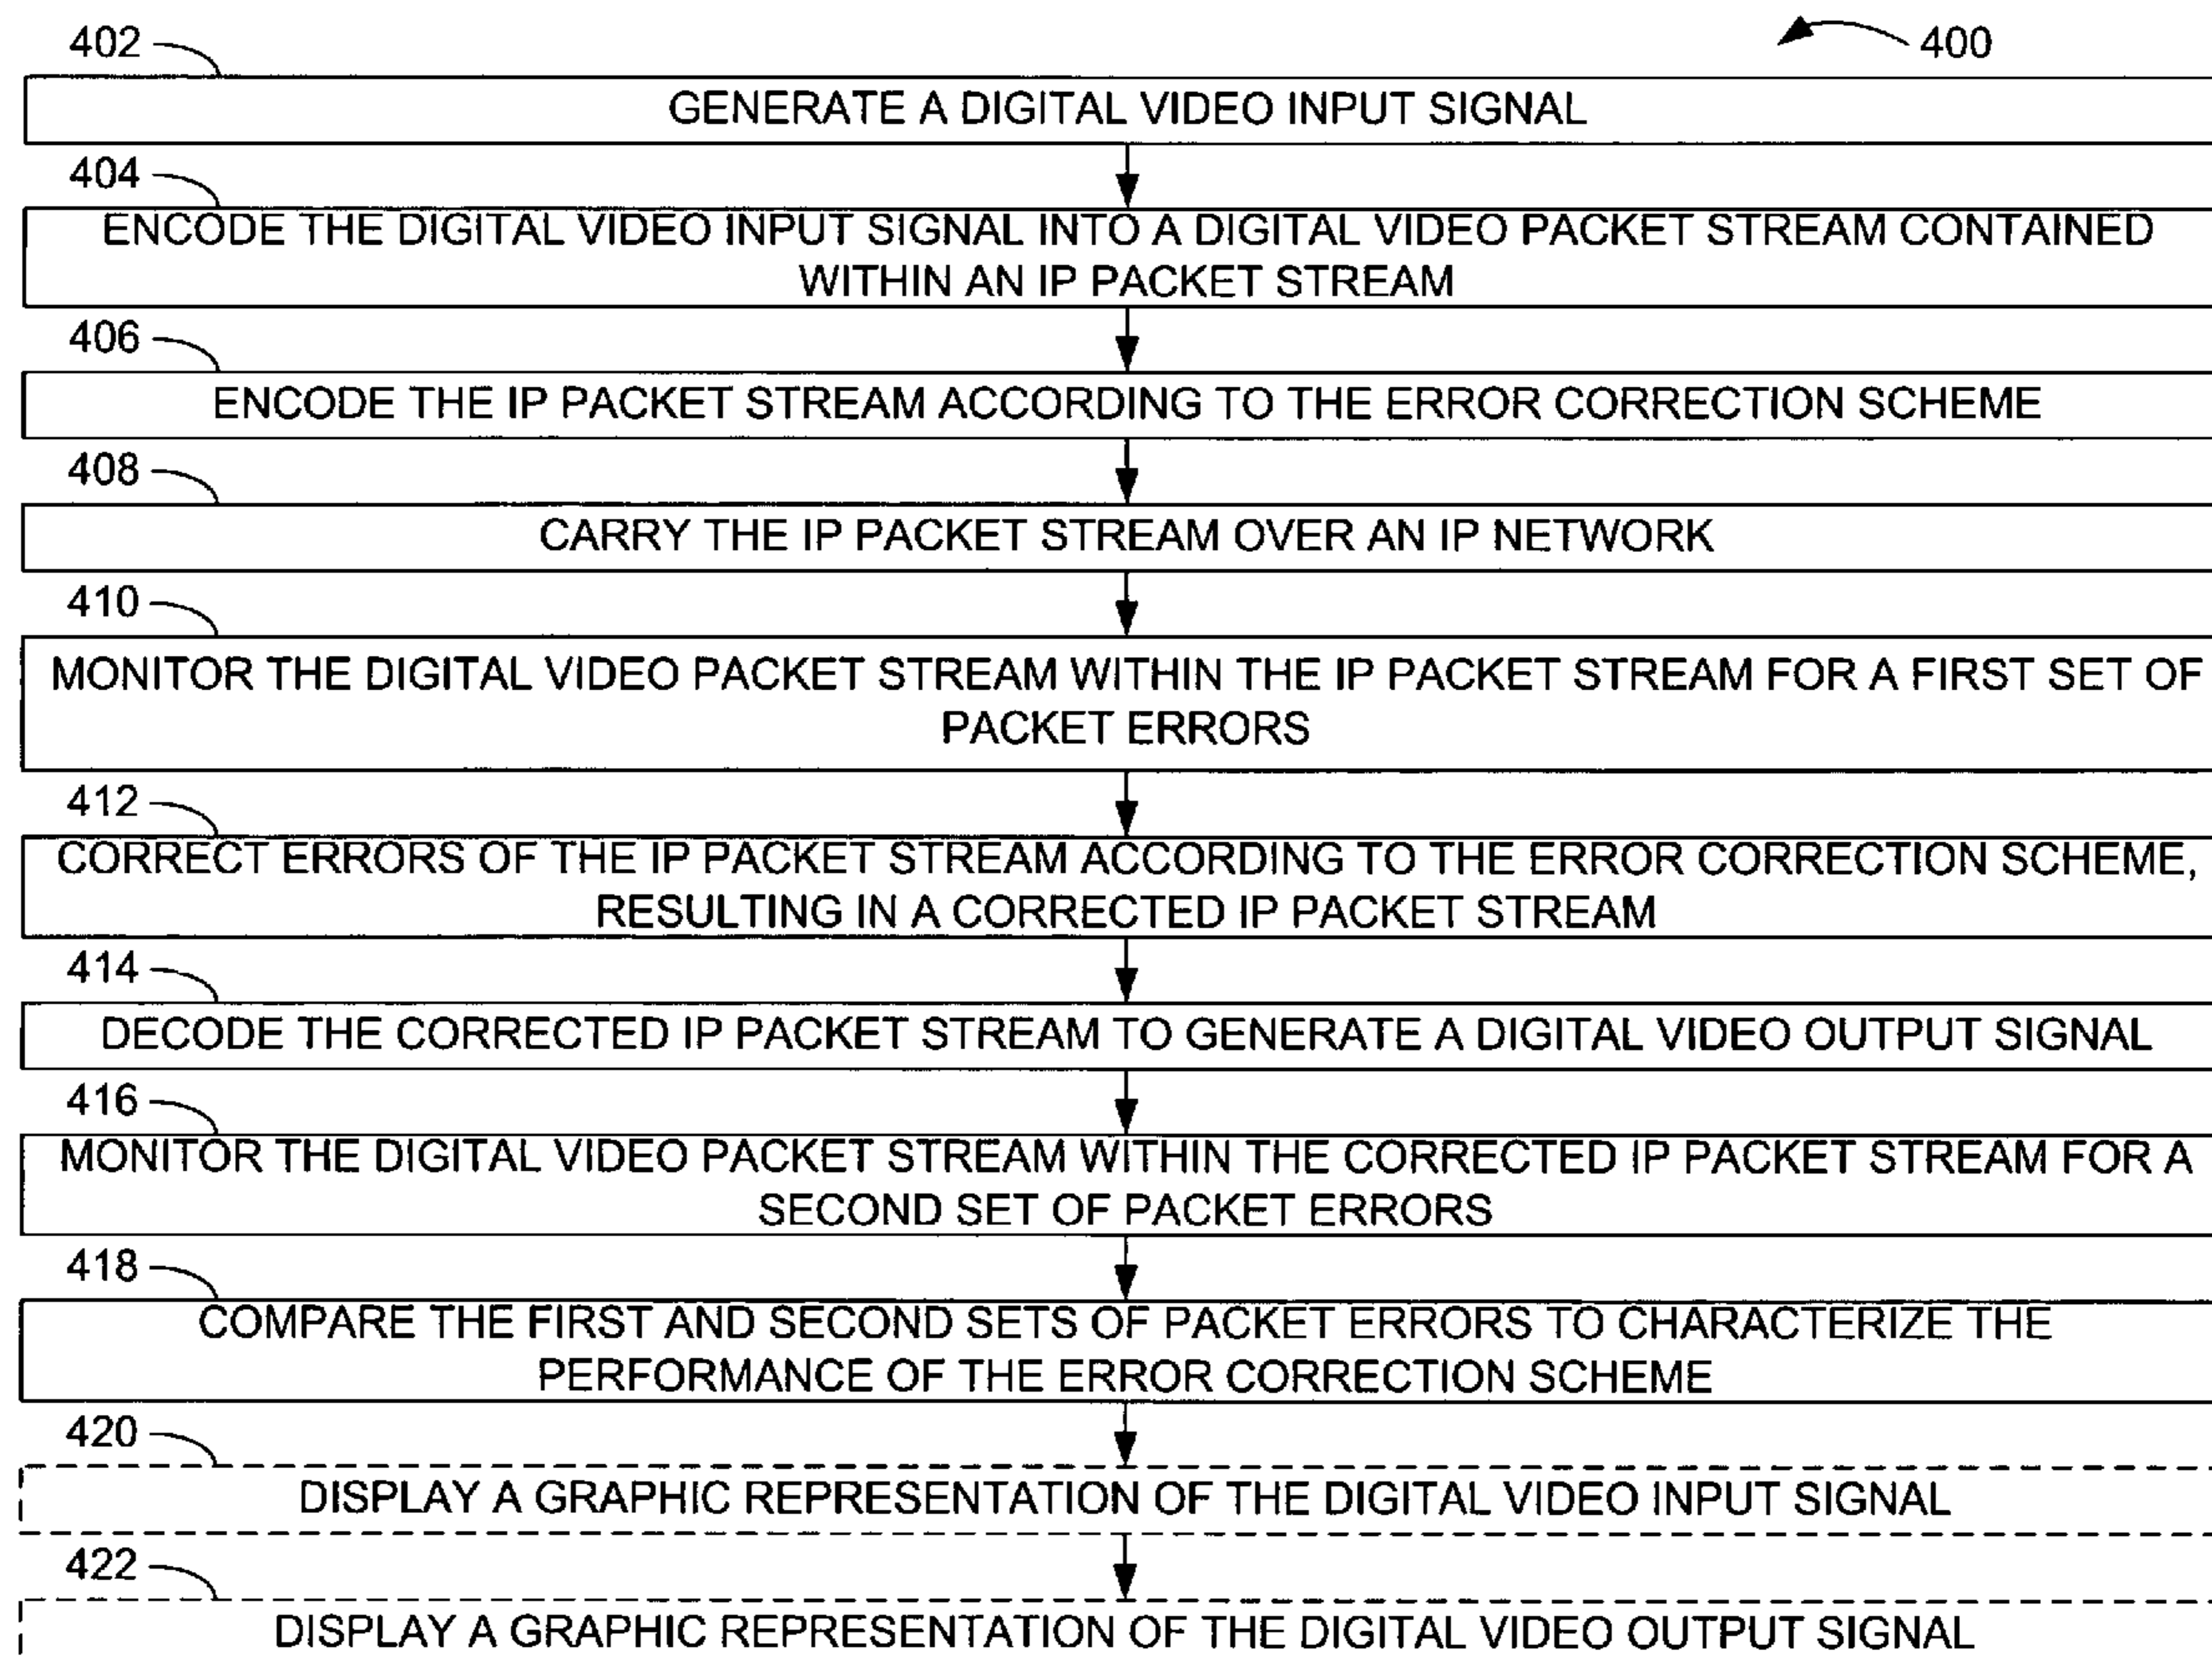 402
400
GENERATE A DIGITAL VIDEO INPUT SIGNAL
404
ENCODE THE DIGITAL VIDEO INPUT SIGNAL INTO A DIGITAL VIDEO PACKET STREAM CONTAINED
WITHIN AN IP PACKET STREAM
406
ENCODE THE IP PACKET STREAM ACCORDING TO THE ERROR CORRECTION SCHEME
408
CARRY THE IP PACKET STREAM OVER AN IP NETWORK
410
MONITOR THE DIGITAL VIDEO PACKET STREAM WITHIN THE IP PACKET STREAM FOR A FIRST SET OF
PACKET ERRORS
412
CORRECT ERRORS OF THE IP PACKET STREAM ACCORDING TO THE ERROR CORRECTION SCHEME,
RESULTING IN A CORRECTED IP PACKET STREAM
414
DECODE THE CORRECTED IP PACKET STREAM TO GENERATE A DIGITAL VIDEO OUTPUT SIGNAL
416
MONITOR THE DIGITAL VIDEO PACKET STREAM WITHIN THE CORRECTED IP PACKET STREAM FOR A
SECOND SET OF PACKET ERRORS
418
COMPARE THE FIRST AND SECOND SETS OF PACKET ERRORS TO CHARACTERIZE THE
PERFORMANCE OF THE ERROR CORRECTION SCHEME
420
DISPLAY A GRAPHIC REPRESENTATION OF THE DIGITAL VIDEO INPUT SIGNAL
422
DISPLAY A GRAPHIC REPRESENTATION OF THE DIGITAL VIDEO OUTPUT SIGNAL